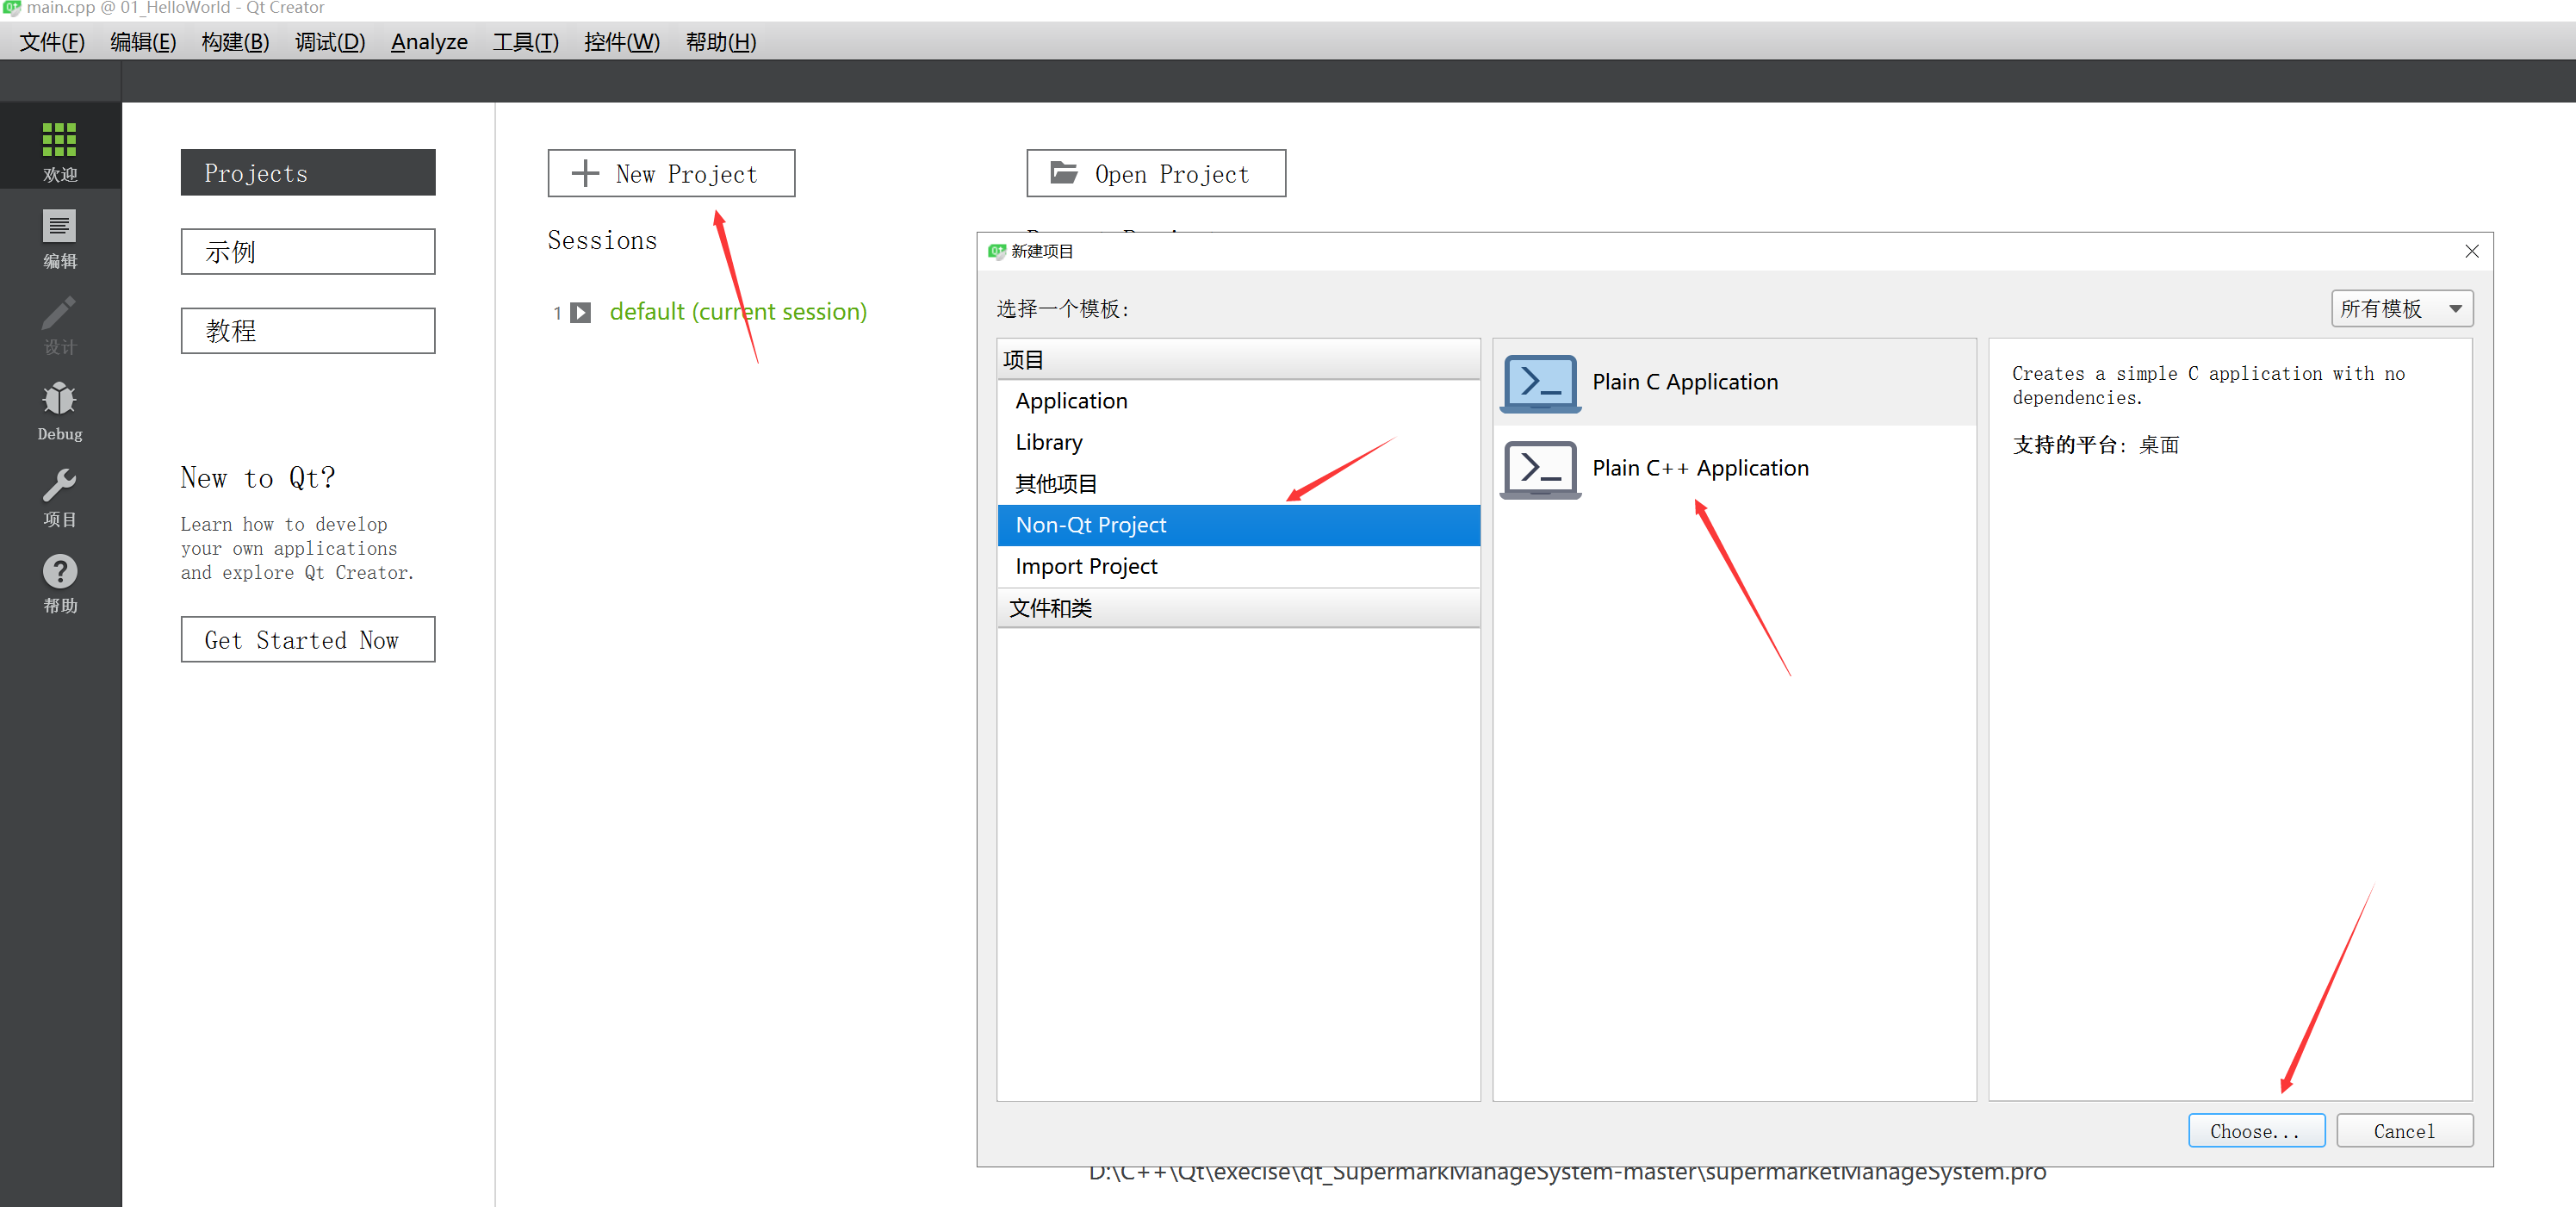 main.cpp @ 01_HelloWorld - Qt Creator
文件(F) 编辑(E) 构建(B) 调试(D) Analyze 工具(T) 控件(W) 帮助(H)
欢迎
编辑
设计
Debug
项目
帮助
Projects
示例
教程
New to Qt?
Learn how to develop
your own applications
and explore Qt Creator.
Get Started Now
New Project
Open Project
Sessions
1 default (current session)
新建项目
选择一个模板:
所有模板
项目
Application
Library
其他项目
Non-Qt Project
Import Project
文件和类
Plain C Application
Plain C++ Application
Creates a simple C application with no
dependencies.
支持的平台: 桌面
Choose...
Cancel
D:\C++\Qt\execise\qt_SupermarkManageSystem-master\supermarketManageSystem.pro